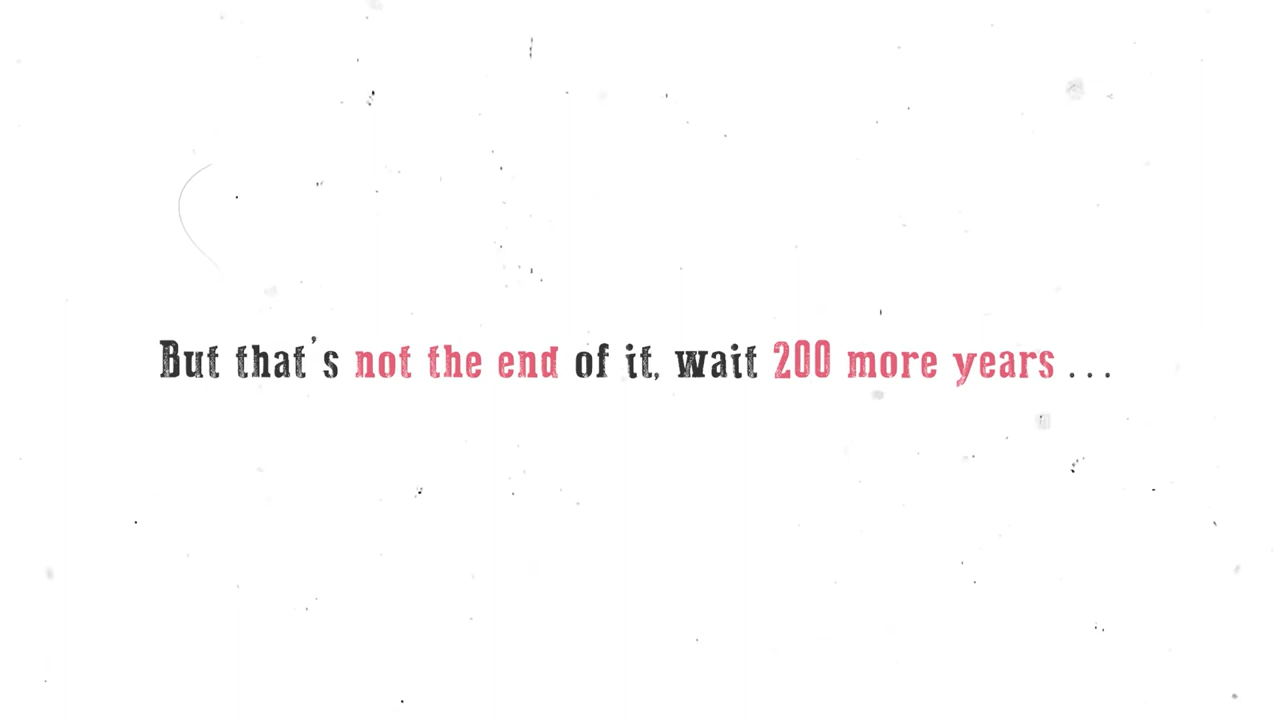 But that's not the end of it, wait 200 more years ...